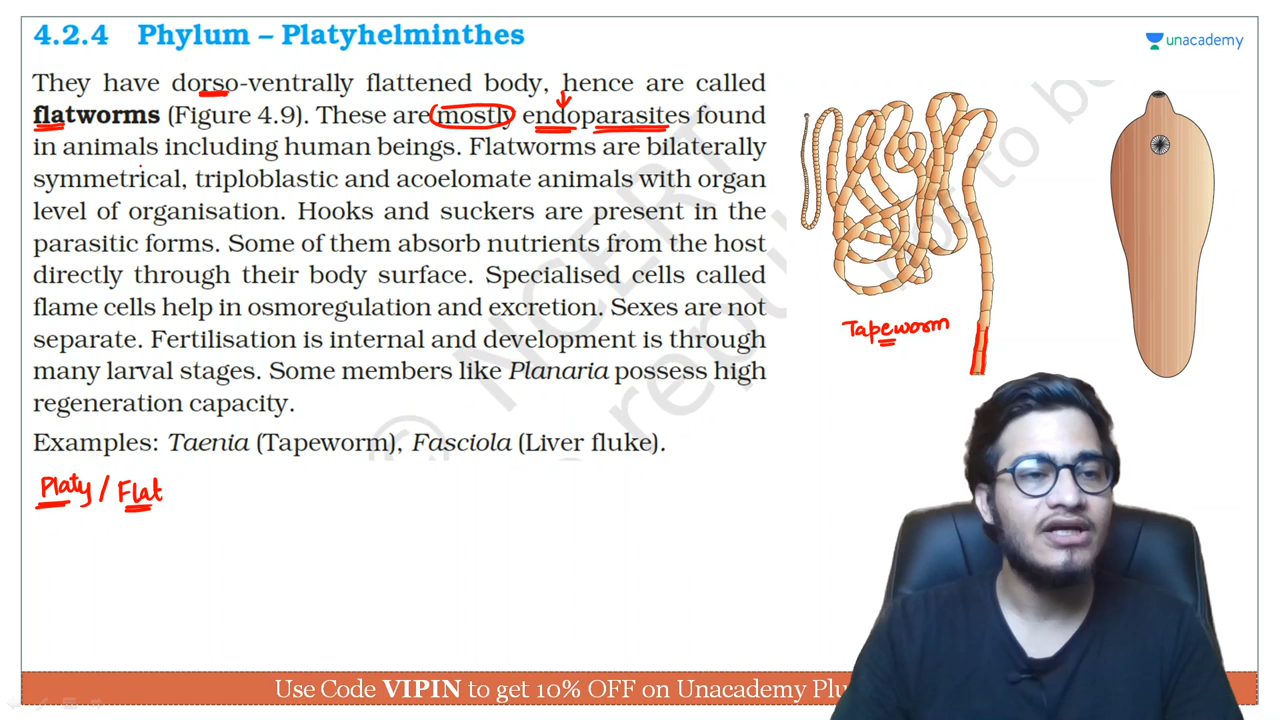 4.2.4 Phylum – Platyhelminthes
unacademy
They have dorso-ventrally flattened body, hence are called
flatworms (Figure 4.9). These are mostly endoparasites found
in animals including human beings. Flatworms are bilaterally
symmetrical, triploblastic and acoelomate animals with organ
level of organisation. Hooks and suckers are present in the
parasitic forms. Some of them absorb nutrients from the host
directly through their body surface. Specialised cells called
flame cells help in osmoregulation and excretion. Sexes are not
separate. Fertilisation is internal and development is through
many larval stages. Some members like Planaria possess high
regeneration capacity.
Examples: Taenia (Tapeworm), Fasciola (Liver fluke).
Platy / Flat
Tapeworm
© NCERT
not to be
Use Code VIPIN to get 10% OFF on Unacademy